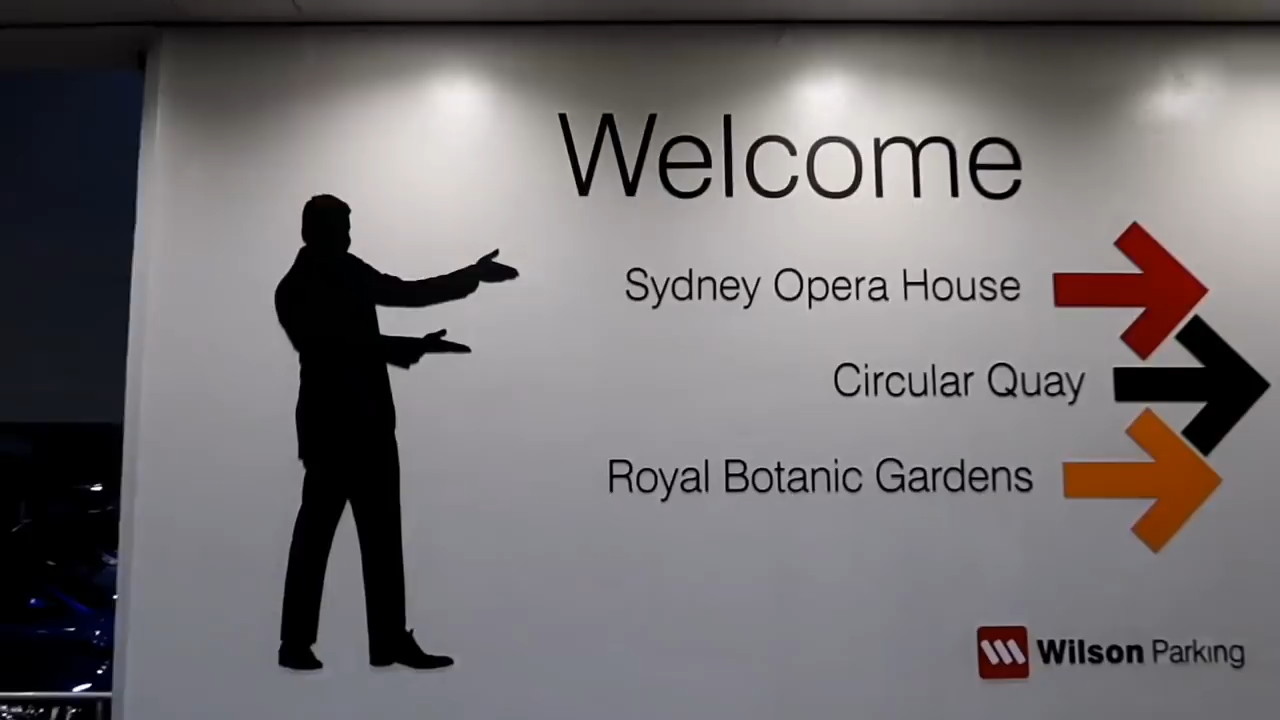 Welcome
Sydney Opera House
Circular Quay
Royal Botanic Gardens
Wilson Parking